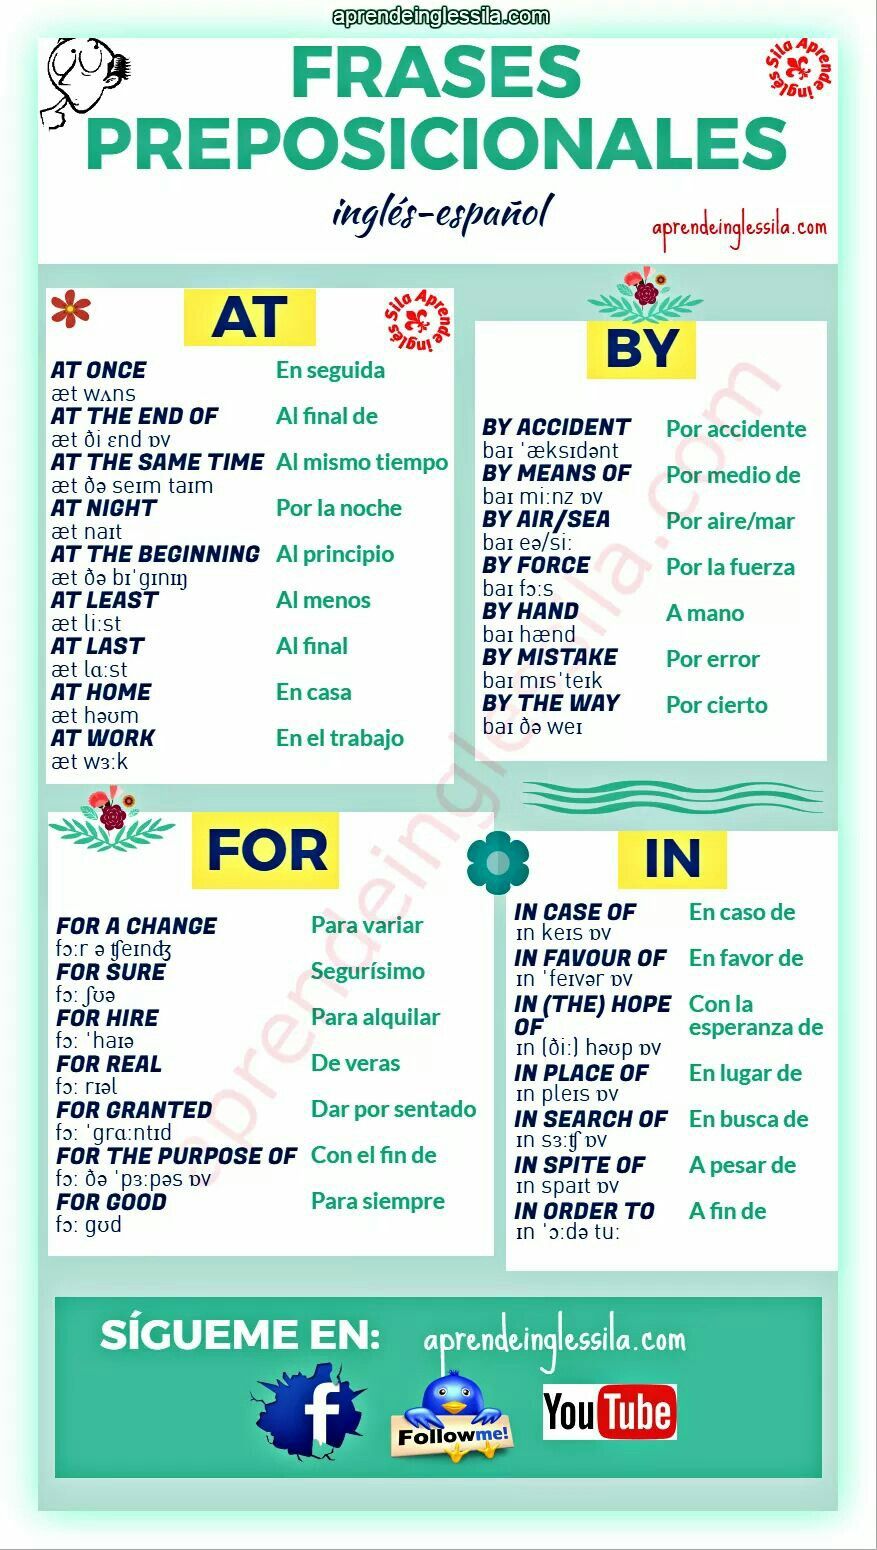 aprendeinglessila.com
FRASES
PREPOSICIONALES
inglés-español
Sila Aprende inglés
aprendeinglessila.com
AT
Sila Aprende inglés
AT ONCE En seguida
æt wʌns
AT THE END OF Al final de
æt ði ɛnd ɒv
AT THE SAME TIME Al mismo tiempo
æt ðə seɪm taɪm
AT NIGHT Por la noche
æt naɪt
AT THE BEGINNING Al principio
æt ðə bɪˈgɪnɪŋ
AT LEAST Al menos
æt liːst
AT LAST Al final
æt lɑːst
AT HOME En casa
æt həʊm
AT WORK En el trabajo
æt wɜːk
BY
BY ACCIDENT Por accidente
baɪ ˈæksɪdənt
BY MEANS OF Por medio de
baɪ miːnz ɒv
BY AIR/SEA Por aire/mar
baɪ eə/siː
BY FORCE Por la fuerza
baɪ fɔːs
BY HAND A mano
baɪ hænd
BY MISTAKE Por error
baɪ mɪsˈteɪk
BY THE WAY Por cierto
baɪ ðə weɪ
FOR
FOR A CHANGE Para variar
fɔːr ə ʧeɪnʤ
FOR SURE Segurísimo
fɔː ʃʊə
FOR HIRE Para alquilar
fɔː ˈhaɪə
FOR REAL De veras
fɔː rɪəl
FOR GRANTED Dar por sentado
fɔː ˈgrɑːntɪd
FOR THE PURPOSE OF Con el fin de
fɔː ðə ˈpɜːpəs ɒv
FOR GOOD Para siempre
fɔː gʊd
IN
IN CASE OF En caso de
ɪn keɪs ɒv
IN FAVOUR OF En favor de
ɪn ˈfeɪvər ɒv
IN (THE) HOPE Con la
OF esperanza de
ɪn (ðiː) həʊp ɒv
IN PLACE OF En lugar de
ɪn pleɪs ɒv
IN SEARCH OF En busca de
ɪn sɜːʧ ɒv
IN SPITE OF A pesar de
ɪn spaɪt ɒv
IN ORDER TO A fin de
ɪn ˈɔːdə tuː
aprendeinglessila.com
SÍGUEME EN: aprendeinglessila.com
f
Follow me!
YouTube